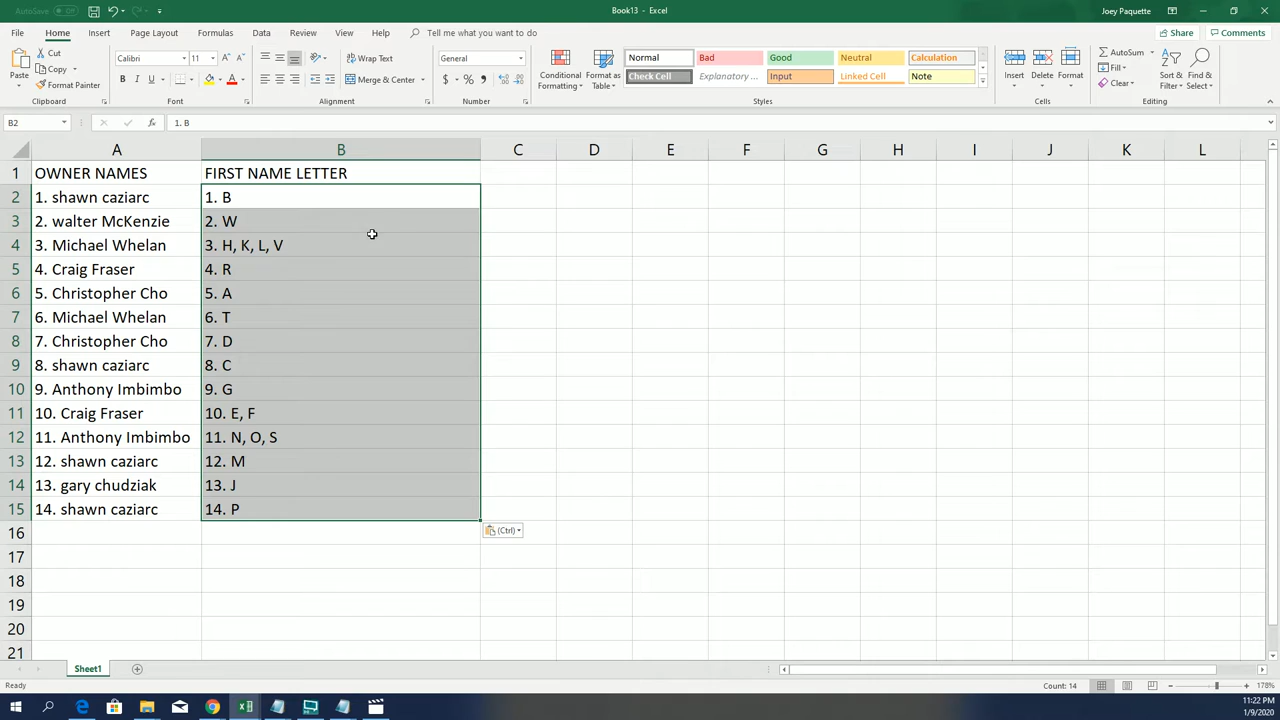 AutoSave Off
Book13 - Excel
Joey Paquette
File Home Insert Draw Page Layout Formulas Data Review View Help Tell me what you want to do
Share Comments
Paste
Cut
Copy
Format Painter
Clipboard
Calibri 11
B I U
Font
Wrap Text
Merge & Center
Alignment
General
$ % ,
Number
Conditional Formatting
Format as Table
Normal Bad Good Neutral Calculation
Check Cell Explanatory ... Input Linked Cell Note
Styles
Insert Delete Format
Cells
AutoSum
Fill
Clear
Sort & Filter
Find & Select
Editing
B2 fx 1. B
A B C D E F G H I J K L
1 OWNER NAMES FIRST NAME LETTER
2 1. shawn caziarc 1. B
3 2. walter McKenzie 2. W
4 3. Michael Whelan 3. H, K, L, V
5 4. Craig Fraser 4. R
6 5. Christopher Cho 5. A
7 6. Michael Whelan 6. T
8 7. Christopher Cho 7. D
9 8. shawn caziarc 8. C
10 9. Anthony Imbimbo 9. G
11 10. Craig Fraser 10. E, F
12 11. Anthony Imbimbo 11. N, O, S
13 12. shawn caziarc 12. M
14 13. gary chudziak 13. J
15 14. shawn caziarc 14. P
16 (Ctrl)
17
18
19
20
21
Sheet1
Ready
Count: 14
178%
11:22 PM
1/9/2020